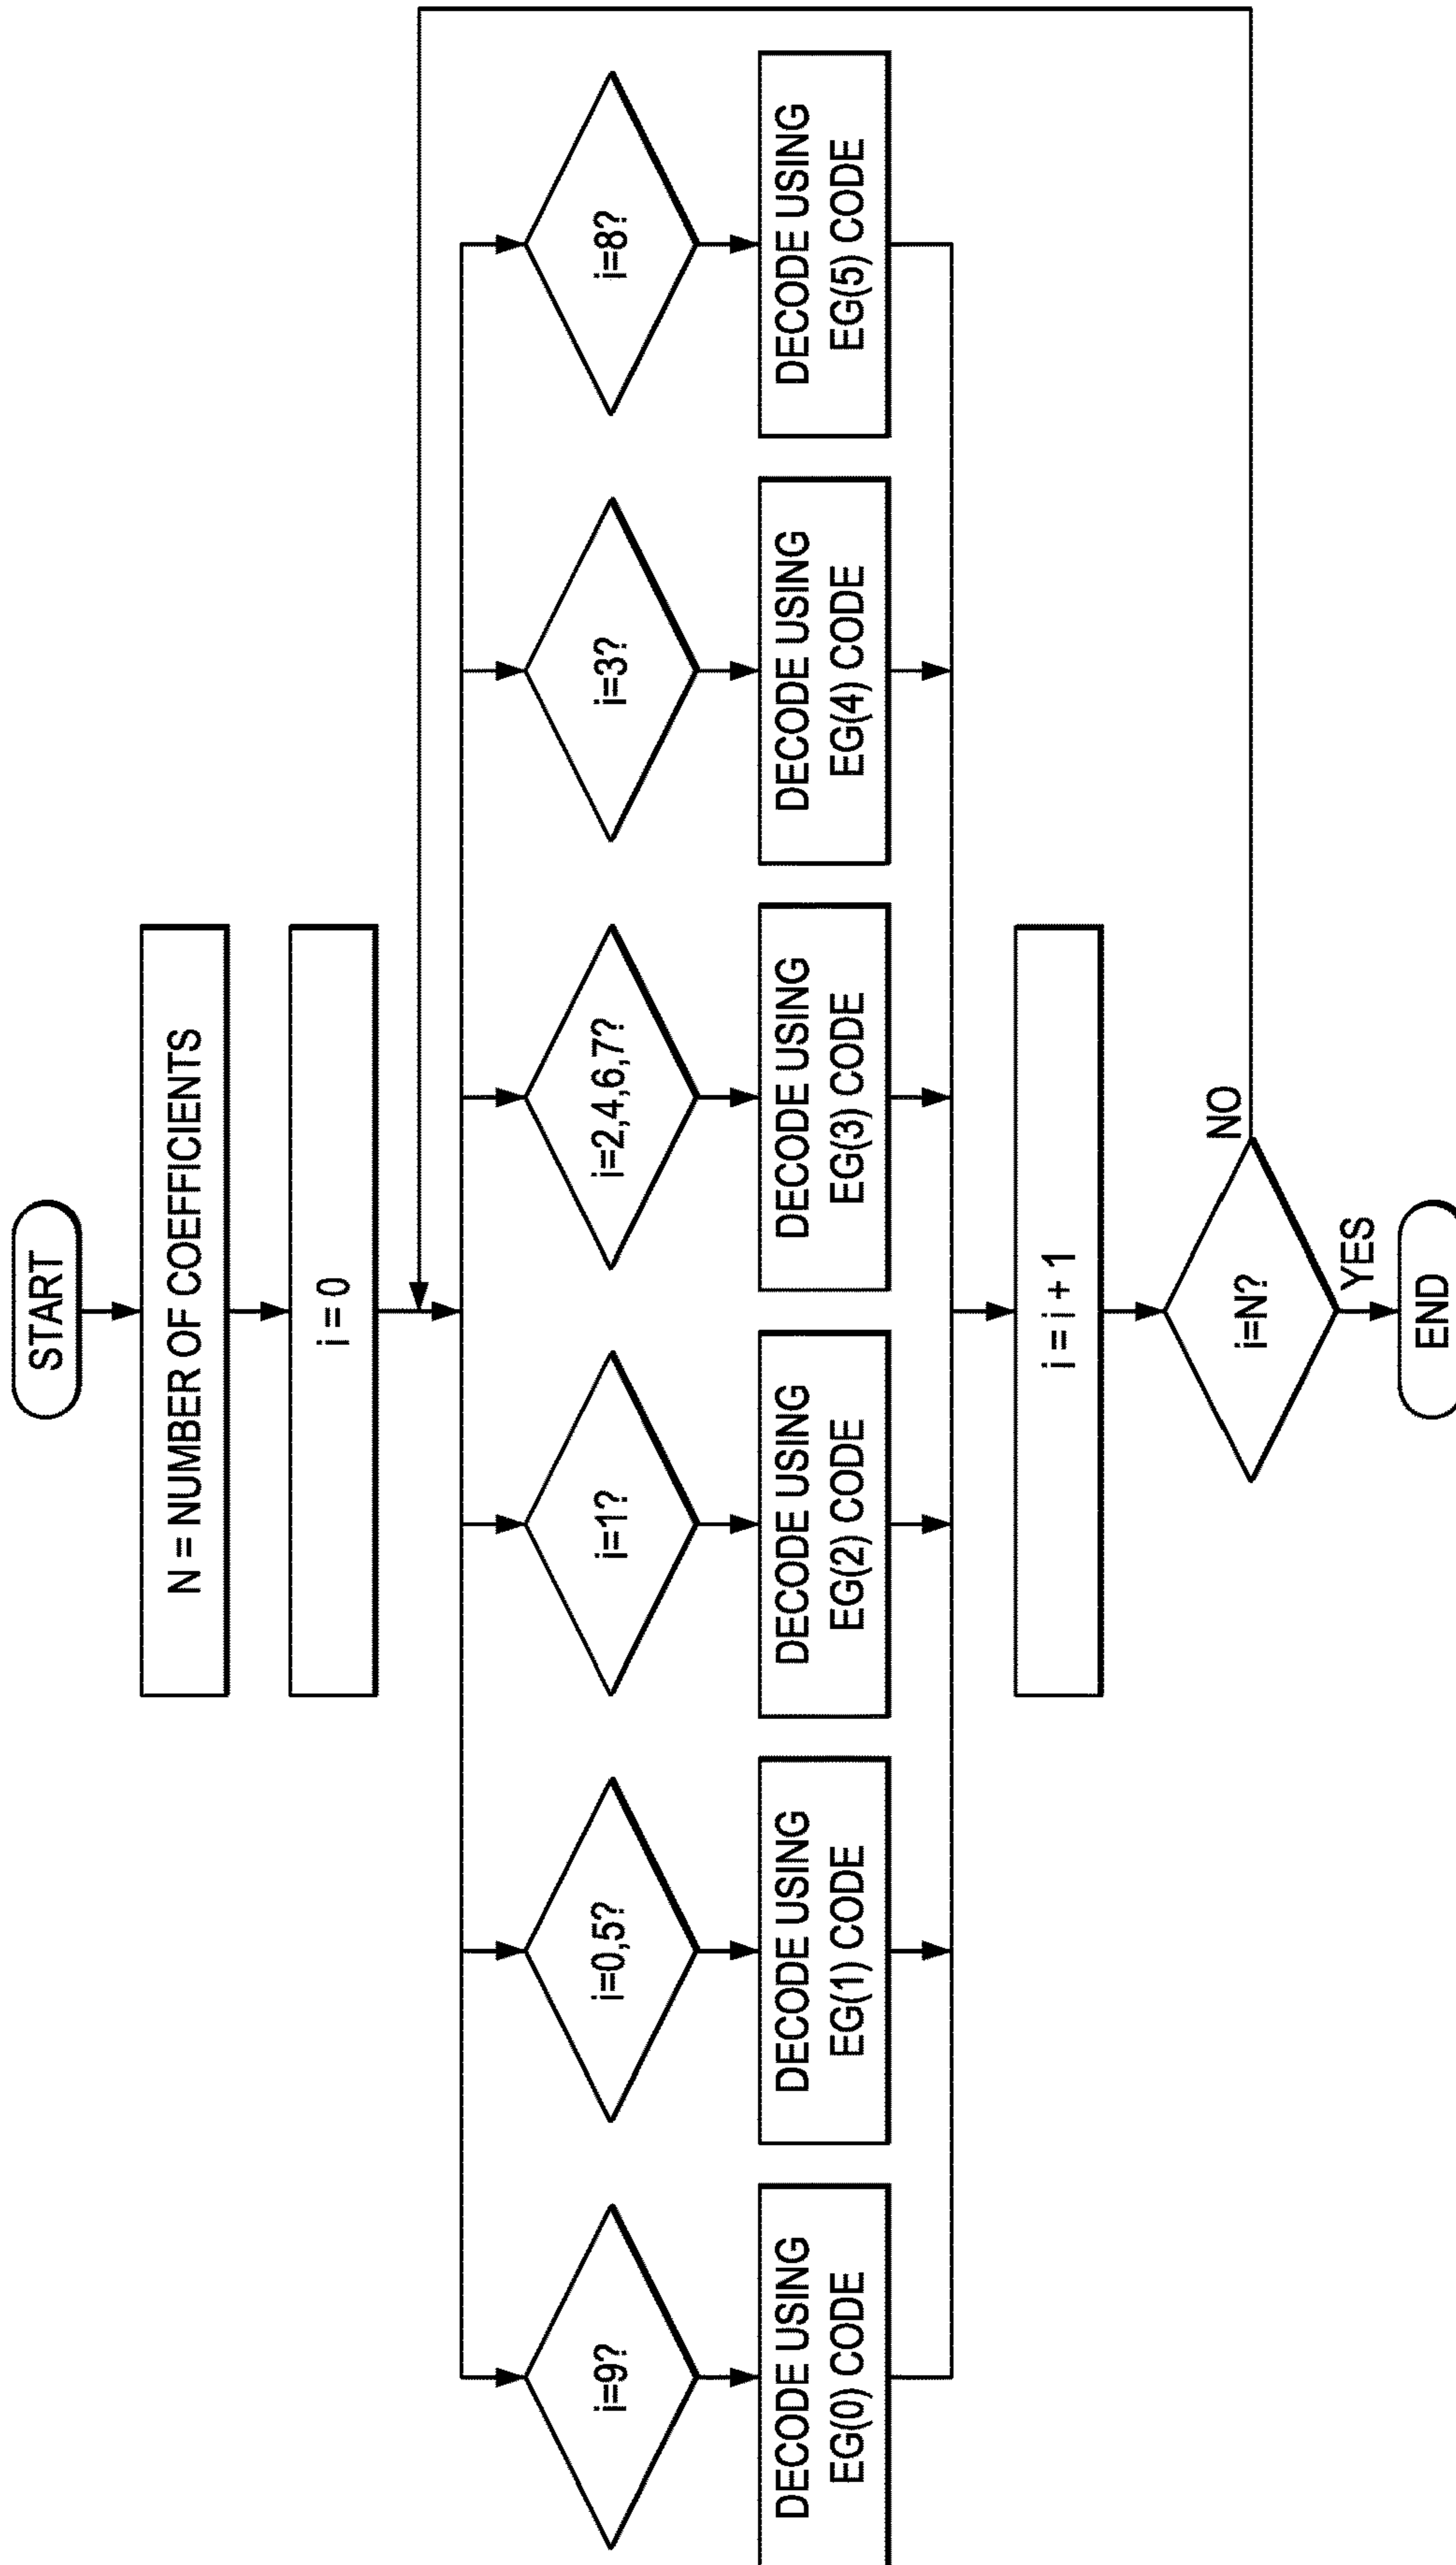 START
N = NUMBER OF COEFFICIENTS
i = 0
i=9?
i=0,5?
i=1?
i=2,4,6,7?
i=3?
i=8?
DECODE USING
EG(0) CODE
DECODE USING
EG(1) CODE
DECODE USING
EG(2) CODE
DECODE USING
EG(3) CODE
DECODE USING
EG(4) CODE
DECODE USING
EG(5) CODE
i = i + 1
i=N?
NO
YES
END